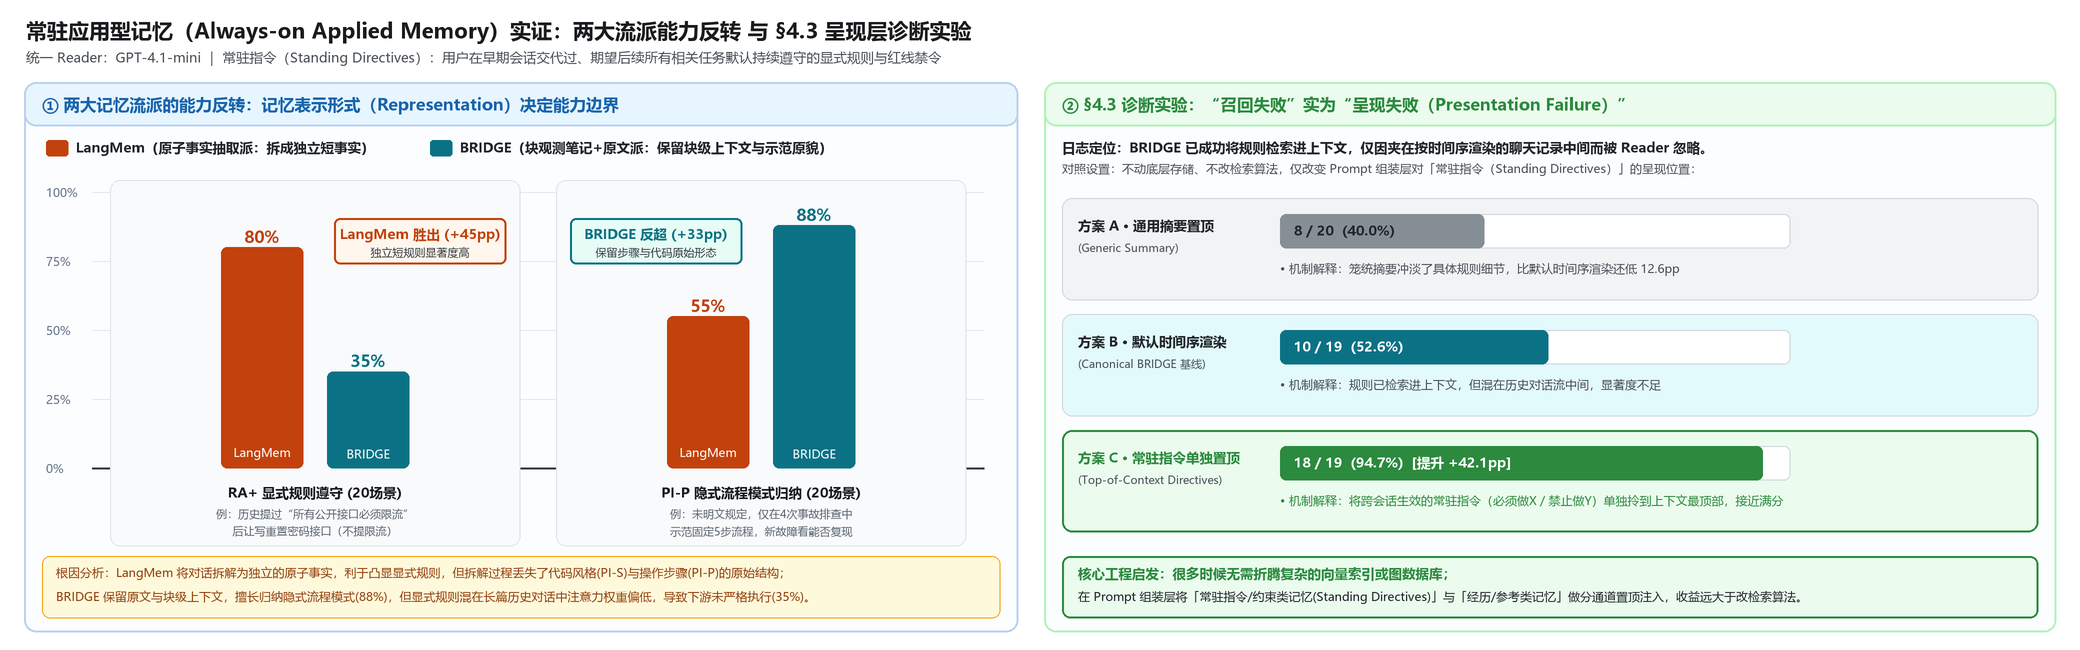 常驻应用型记忆（Always-on Applied Memory）实证：两大流派能力反转 与 §4.3 呈现层诊断实验
统一 Reader：GPT-4.1-mini ｜ 常驻指令（Standing Directives）：用户在早期会话交代过、期望后续所有相关任务默认持续遵守的显式规则与红线禁令
① 两大记忆流派的能力反转：记忆表示形式（Representation）决定能力边界
LangMem（原子事实抽取派：拆成独立短事实）
BRIDGE（块观测笔记+原文派：保留块级上下文与示范原貌）
100%
75%
50%
25%
0%
80%
LangMem 胜出 (+45pp)
独立短规则显著度高
35%
LangMem
BRIDGE
RA+ 显式规则遵守 (20场景)
例：历史提过“所有公开接口必须限流”
后让写重置密码接口（不提限流）
BRIDGE 反超 (+33pp)
保留步骤与代码原始形态
88%
55%
LangMem
BRIDGE
PI-P 隐式流程模式归纳 (20场景)
例：未明文规定，仅在4次事故排查中
示范固定5步流程，新故障看能否复现
根因分析：LangMem 将对话拆解为独立的原子事实，利于凸显显式规则，但拆解过程丢失了代码风格(PI-S)与操作步骤(PI-P)的原始结构；
BRIDGE 保留原文与块级上下文，擅长归纳隐式流程模式(88%)，但显式规则混在长篇历史对话中注意力权重偏低，导致下游未严格执行(35%)。
② §4.3 诊断实验：“召回失败”实为“呈现失败（Presentation Failure）”
日志定位：BRIDGE 已成功将规则检索进上下文，仅因夹在按时间序渲染的聊天记录中间而被 Reader 忽略。
对照设置：不动底层存储、不改检索算法，仅改变 Prompt 组装层对「常驻指令（Standing Directives）」的呈现位置：
方案 A • 通用摘要置顶
(Generic Summary)
8 / 20 (40.0%)
• 机制解释：笼统摘要冲淡了具体规则细节，比默认时间序渲染还低 12.6pp
方案 B • 默认时间序渲染
(Canonical BRIDGE 基线)
10 / 19 (52.6%)
• 机制解释：规则已检索进上下文，但混在历史对话流中间，显著度不足
方案 C • 常驻指令单独置顶
(Top-of-Context Directives)
18 / 19 (94.7%) [提升 +42.1pp]
• 机制解释：将跨会话生效的常驻指令（必须做X / 禁止做Y）单独拎到上下文最顶部，接近满分
核心工程启发：很多时候无需折腾复杂的向量索引或图数据库；
在 Prompt 组装层将「常驻指令/约束类记忆(Standing Directives)」与「经历/参考类记忆」做分通道置顶注入，收益远大于改检索算法。